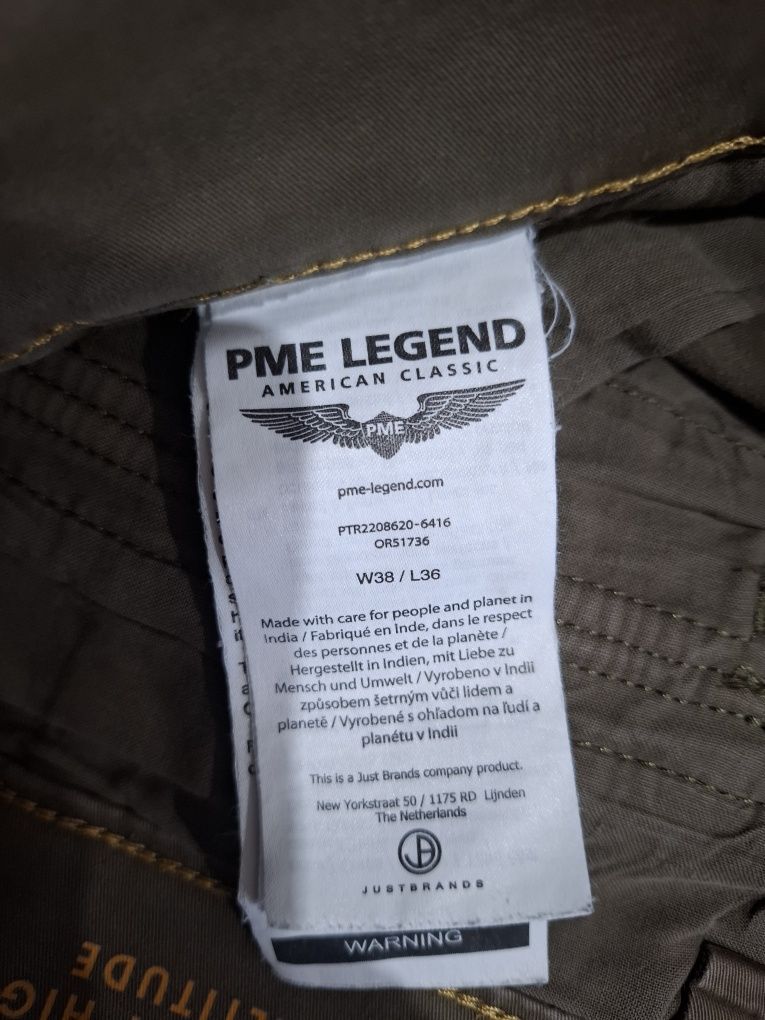 PME LEGEND
AMERICAN CLASSIC
PME
pme-legend.com
PTR2208620-6416
OR51736
W38 / L36
Made with care for people and planet in
India / Fabriqué en Inde, dans le respect
des personnes et de la planète /
Hergestellt in Indien, mit Liebe zu
Mensch und Umwelt / Vyrobeno v Indii
způsobem šetrným vůči lidem a
planetě / Vyrobené s ohľadom na ľudí a
planétu v Indii
This is a Just Brands company product.
New Yorkstraat 50 / 1175 RD Lijnden
The Netherlands
JUSTBRANDS
WARNING